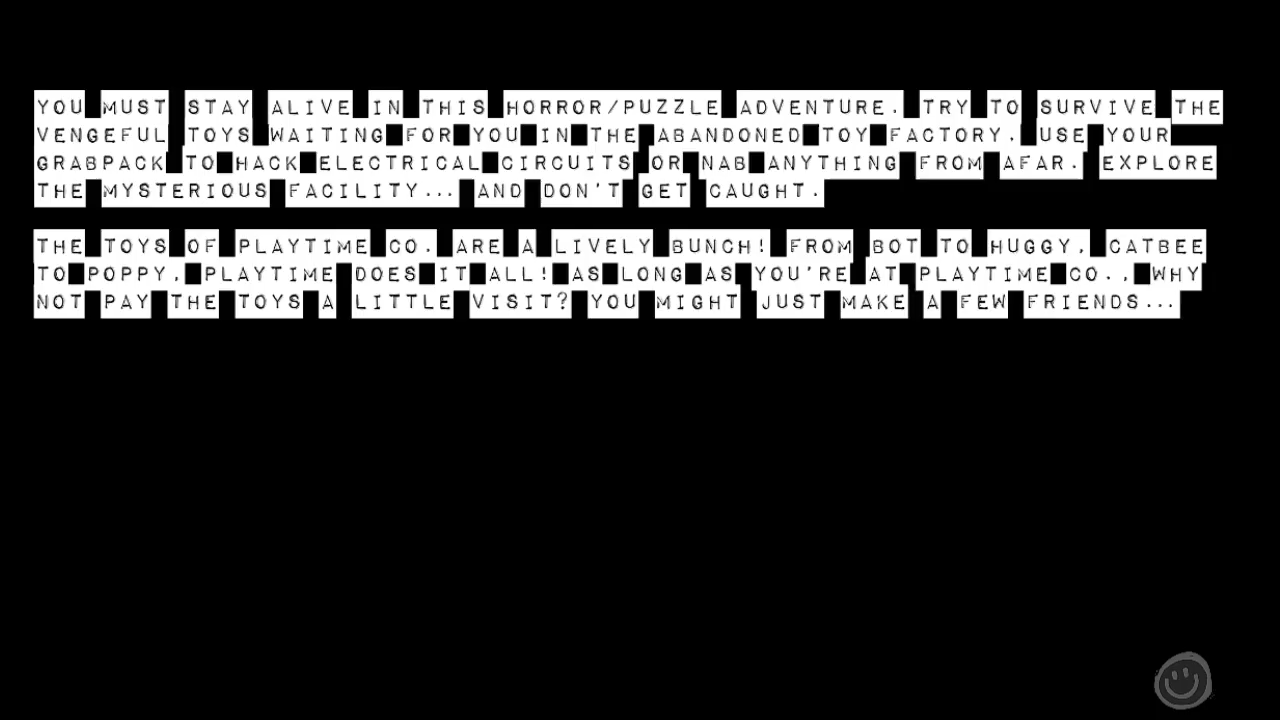 YOU MUST STAY ALIVE IN THIS HORROR/PUZZLE ADVENTURE. TRY TO SURVIVE THE
VENGEFUL TOYS WAITING FOR YOU IN THE ABANDONED TOY FACTORY. USE YOUR
GRABPACK TO HACK ELECTRICAL CIRCUITS OR NAB ANYTHING FROM AFAR. EXPLORE
THE MYSTERIOUS FACILITY... AND DON'T GET CAUGHT.
THE TOYS OF PLAYTIME CO. ARE A LIVELY BUNCH! FROM BOT TO HUGGY, CATBEE
TO POPPY, PLAYTIME DOES IT ALL! AS LONG AS YOU'RE AT PLAYTIME CO., WHY
NOT PAY THE TOYS A LITTLE VISIT? YOU MIGHT JUST MAKE A FEW FRIENDS...